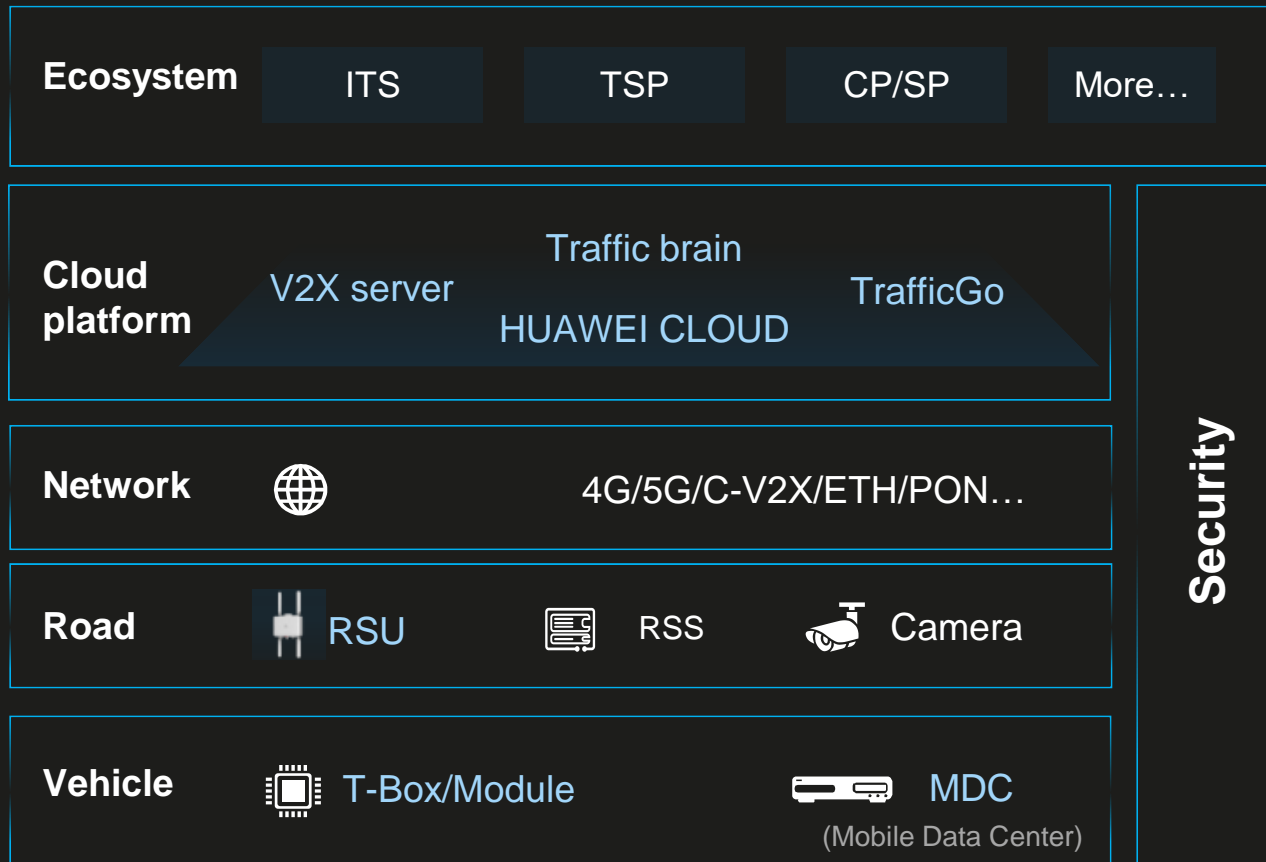 Ecosystem
ITS
TSP
CP/SP
More…
Cloud
platform
Traffic brain
V2X server
TrafficGo
HUAWEI CLOUD
Network
4G/5G/C-V2X/ETH/PON…
Road
RSU
RSS
Camera
Vehicle
T-Box/Module
MDC
(Mobile Data Center)
Security